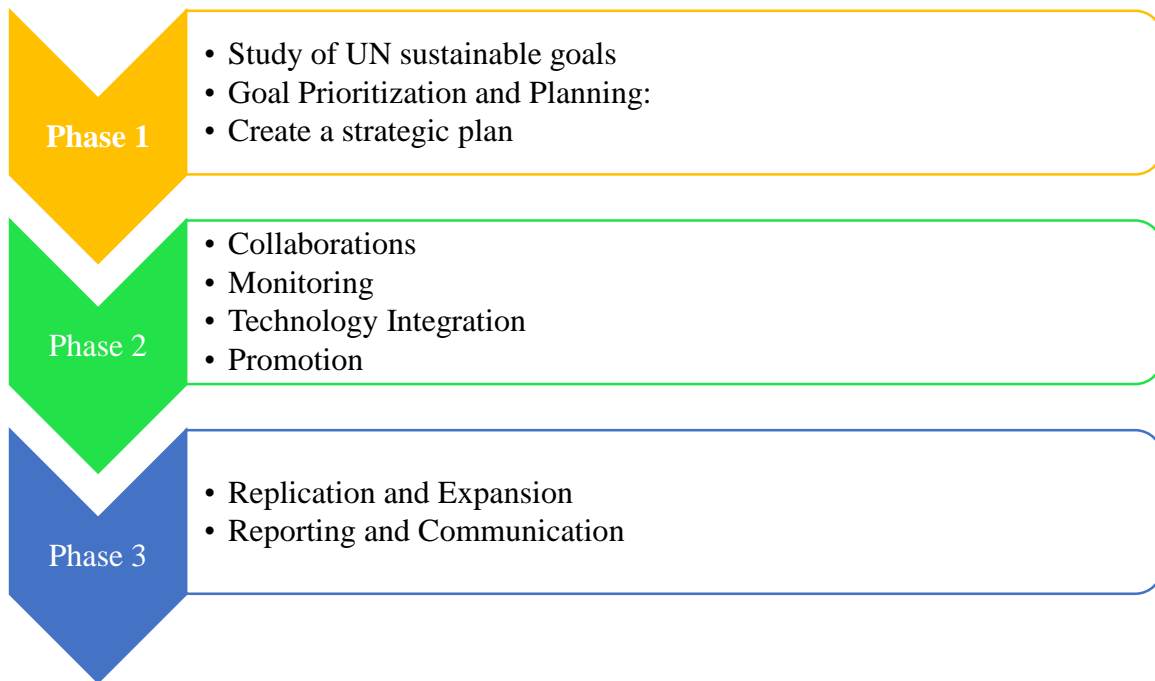 Phase 1
• Study of UN sustainable goals
• Goal Prioritization and Planning:
• Create a strategic plan
Phase 2
• Collaborations
• Monitoring
• Technology Integration
• Promotion
Phase 3
• Replication and Expansion
• Reporting and Communication